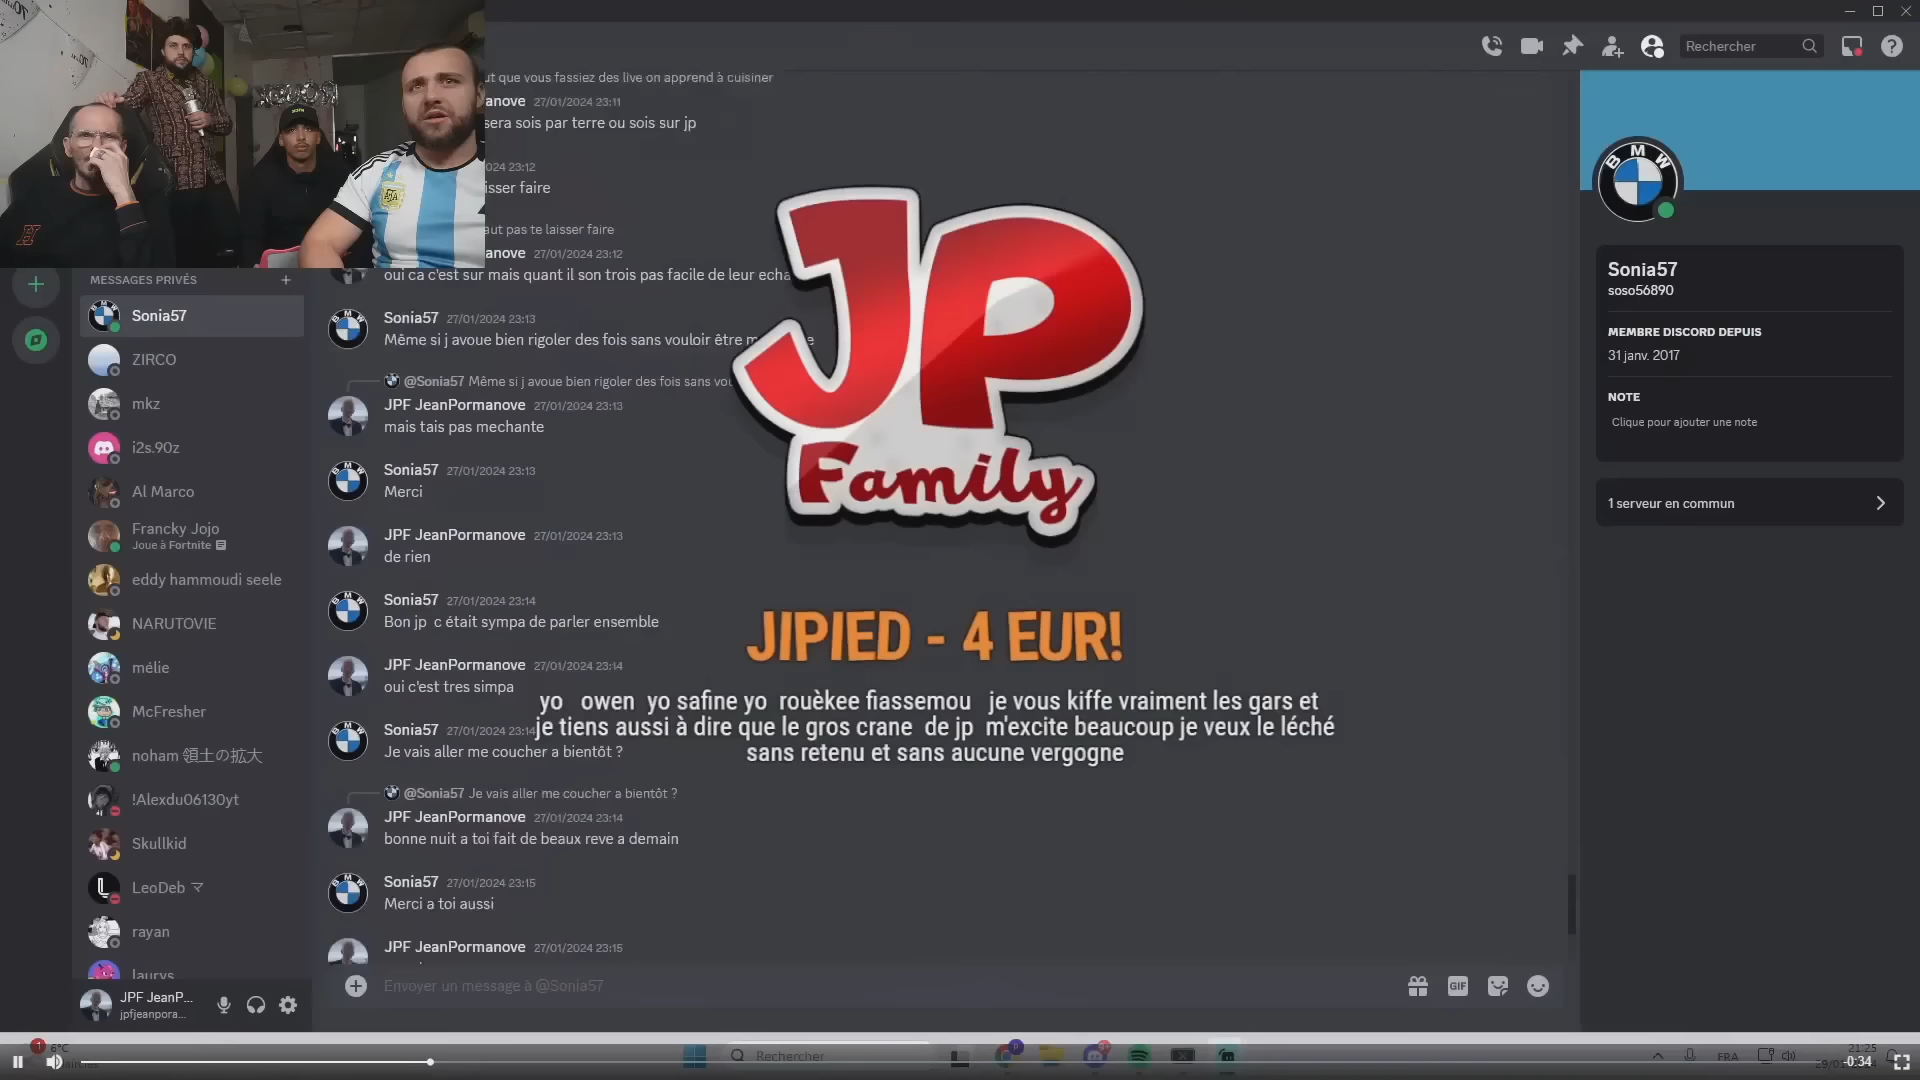 Rechercher
ut que vous fassiez des live on apprend à cuisiner
anove 27/01/2024 23:11
sera sois par terre ou sois sur jp
024 23:12
isser faire
aut pas te laisser faire
anove 27/01/2024 23:12
oui ca c'est sur mais quant il son trois pas facile de leur echa
MESSAGES PRIVÉS
Sonia57
ZIRCO
mkz
i2s.90z
Al Marco
Francky Jojo
Joue à Fortnite
eddy hammoudi seele
NARUTOVIE
mélie
McFresher
noham 領土の拡大
!Alexdu06130yt
Skullkid
LeoDeb マ
rayan
laurys
JPF JeanP...
jpfjeanpora...
Sonia57 27/01/2024 23:13
Même si j avoue bien rigoler des fois sans vouloir être m
@Sonia57 Même si j avoue bien rigoler des fois sans vou
JPF JeanPormanove 27/01/2024 23:13
mais tais pas mechante
Sonia57 27/01/2024 23:13
Merci
JPF JeanPormanove 27/01/2024 23:13
de rien
Sonia57 27/01/2024 23:14
Bon jp c était sympa de parler ensemble
JPF JeanPormanove 27/01/2024 23:14
oui c'est tres simpa
Sonia57 27/01/2024 23:14
Je vais aller me coucher a bientôt ?
@Sonia57 Je vais aller me coucher a bientôt ?
JPF JeanPormanove 27/01/2024 23:14
bonne nuit a toi fait de beaux reve a demain
Sonia57 27/01/2024 23:15
Merci a toi aussi
JPF JeanPormanove 27/01/2024 23:15
Envoyer un message à @Sonia57
GIF
JP
Family
JIPIED - 4 EUR!
yo owen yo safine yo rouèkee fiassemou je vous kiffe vraiment les gars et
je tiens aussi à dire que le gros crane de jp m'excite beaucoup je veux le léché
sans retenu et sans aucune vergogne
BMW
Sonia57
soso56890
MEMBRE DISCORD DEPUIS
31 janv. 2017
NOTE
Clique pour ajouter une note
1 serveur en commun
1
6°C
Rechercher
FRA
21:25
-0:34